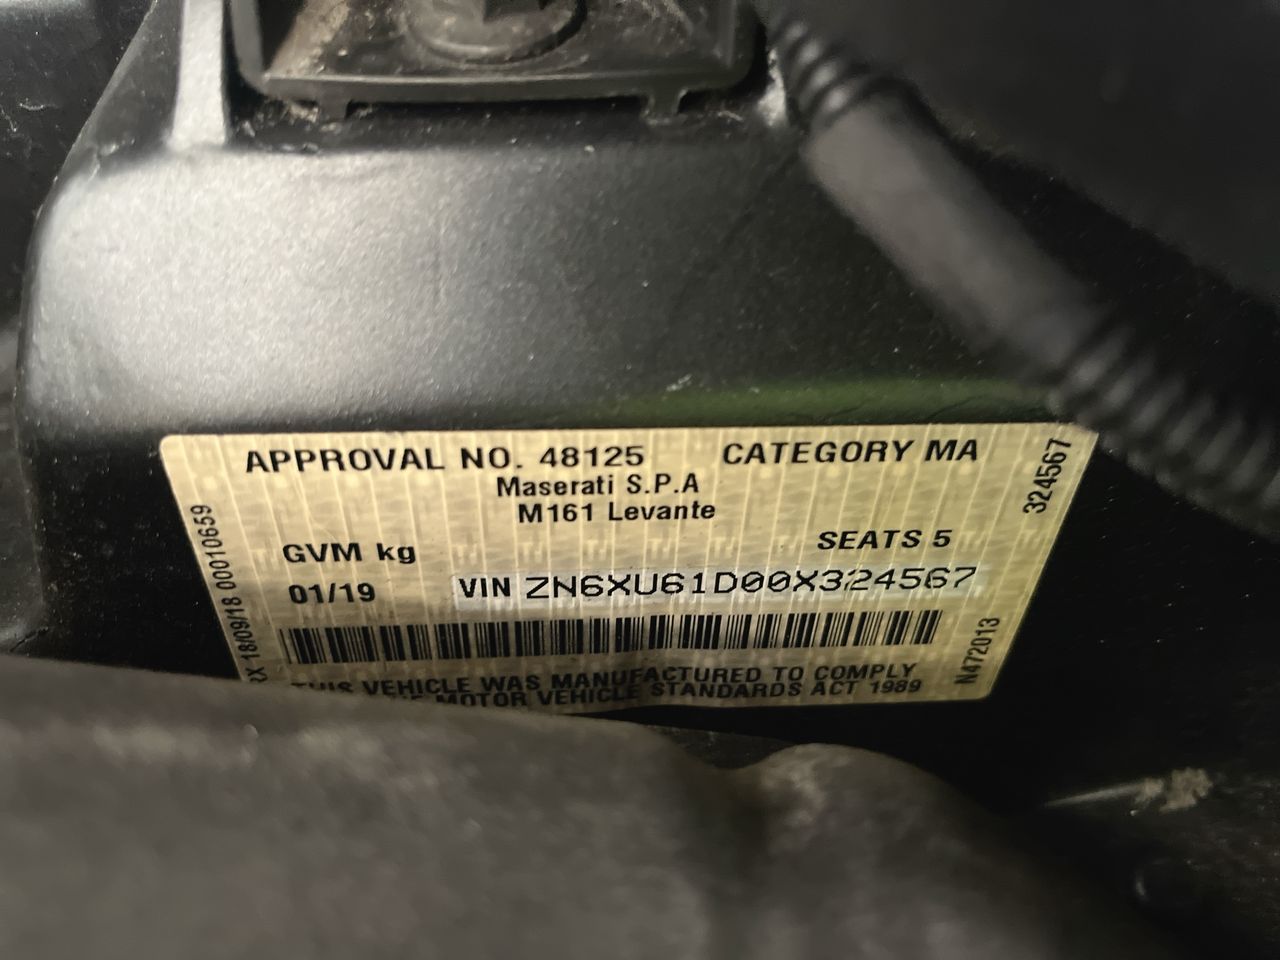 APPROVAL NO. 48125 CATEGORY MA
Maserati S.P.A
M161 Levante
GVM kg SEATS 5
01/19 VIN ZN6XU61D00X324567
THIS VEHICLE WAS MANUFACTURED TO COMPLY
MOTOR VEHICLE STANDARDS ACT 1989
RX 18/09/18 00010659
324567
N472013